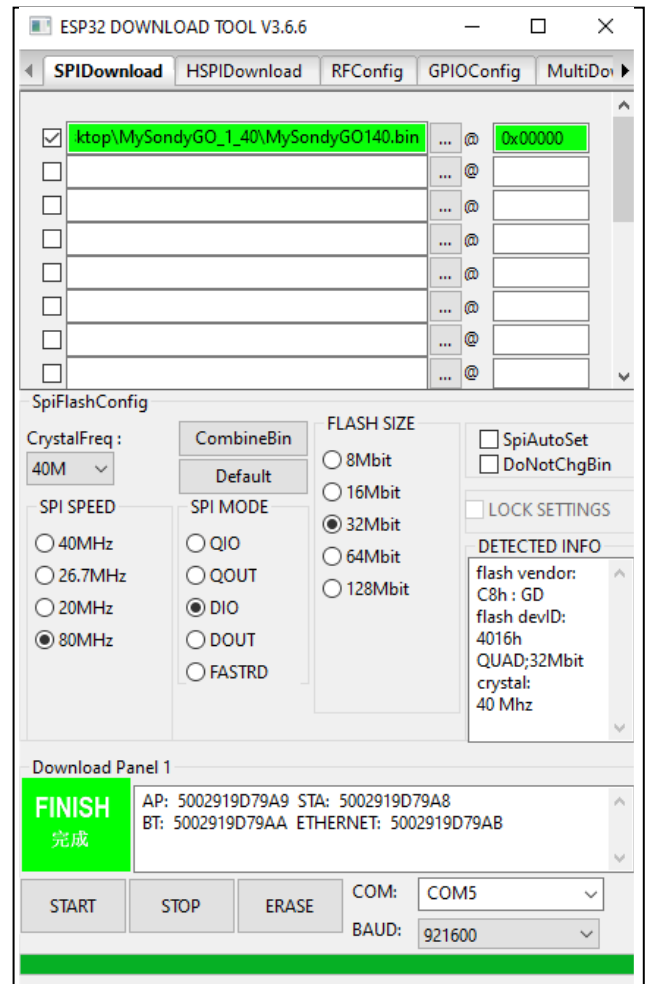 ESP32 DOWNLOAD TOOL V3.6.6
SPIDownload HSPIDownload RFConfig GPIOConfig MultiDo
ktop\MySondyGO_1_40\MySondyGO140.bin ... @ 0x00000
... @
... @
... @
... @
... @
... @
... @
SpiFlashConfig
CrystalFreq :
40M
CombineBin
Default
SPI SPEED
40MHz
26.7MHz
20MHz
80MHz
SPI MODE
QIO
QOUT
DIO
DOUT
FASTRD
FLASH SIZE
8Mbit
16Mbit
32Mbit
64Mbit
128Mbit
SpiAutoSet
DoNotChgBin
LOCK SETTINGS
DETECTED INFO
flash vendor:
C8h : GD
flash devID:
4016h
QUAD;32Mbit
crystal:
40 Mhz
Download Panel 1
FINISH
完成
AP: 5002919D79A9 STA: 5002919D79A8
BT: 5002919D79AA ETHERNET: 5002919D79AB
START STOP ERASE
COM: COM5
BAUD: 921600